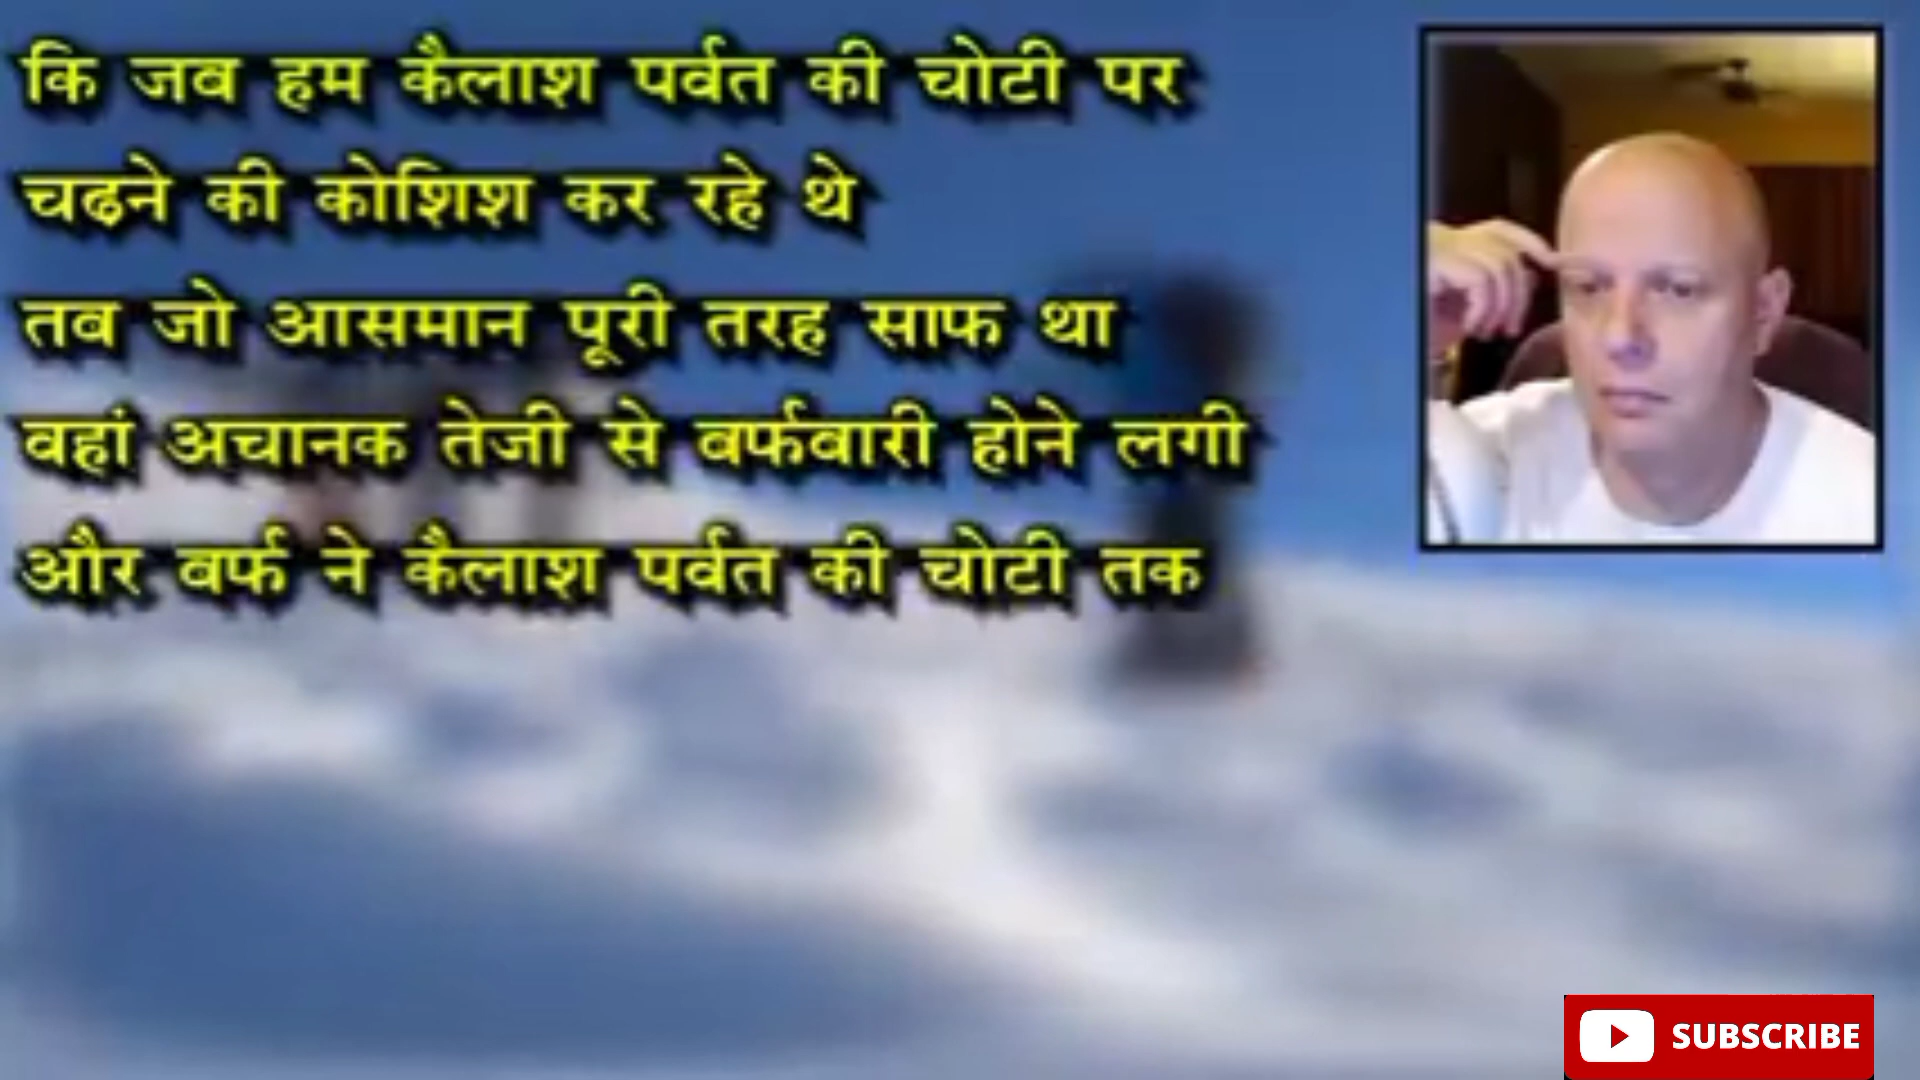 कि जब हम कैलाश पर्वत की चोटी पर
चढने की कोशिश कर रहे थे
तब जो आसमान पूरी तरह साफ था
वहां अचानक तेजी से बर्फबारी होने लगी
और बर्फ ने कैलाश पर्वत की चोटी तक
SUBSCRIBE